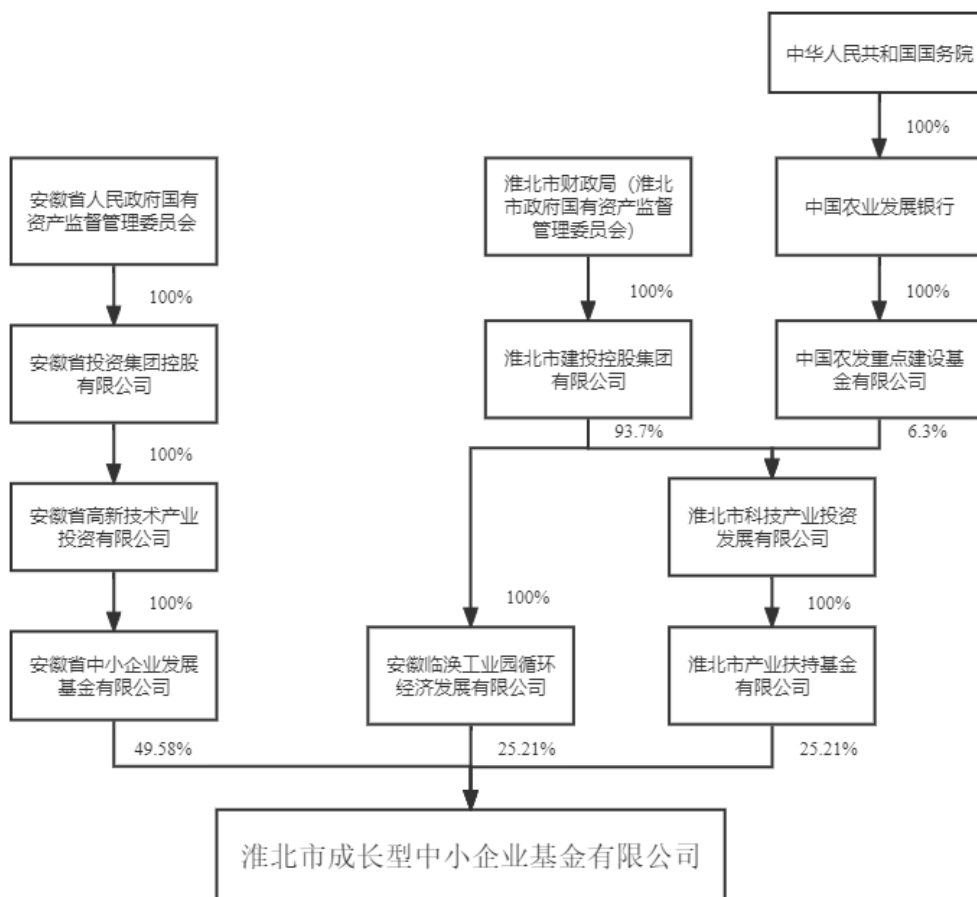 中华人民共和国国务院
100%
安徽省人民政府国有
资产监督管理委员会
淮北市财政局（淮北
市政府国有资产监督
管理委员会）
中国农业发展银行
100%
100%
100%
安徽省投资集团控股
有限公司
淮北市建投控股集团
有限公司
中国农发重点建设基
金有限公司
93.7%
6.3%
100%
安徽省高新技术产业
投资有限公司
淮北市科技产业投资
发展有限公司
100%
100%
100%
安徽省中小企业发展
基金有限公司
安徽临涣工业园循环
经济发展有限公司
淮北市产业扶持基金
有限公司
49.58%
25.21%
25.21%
淮北市成长型中小企业基金有限公司